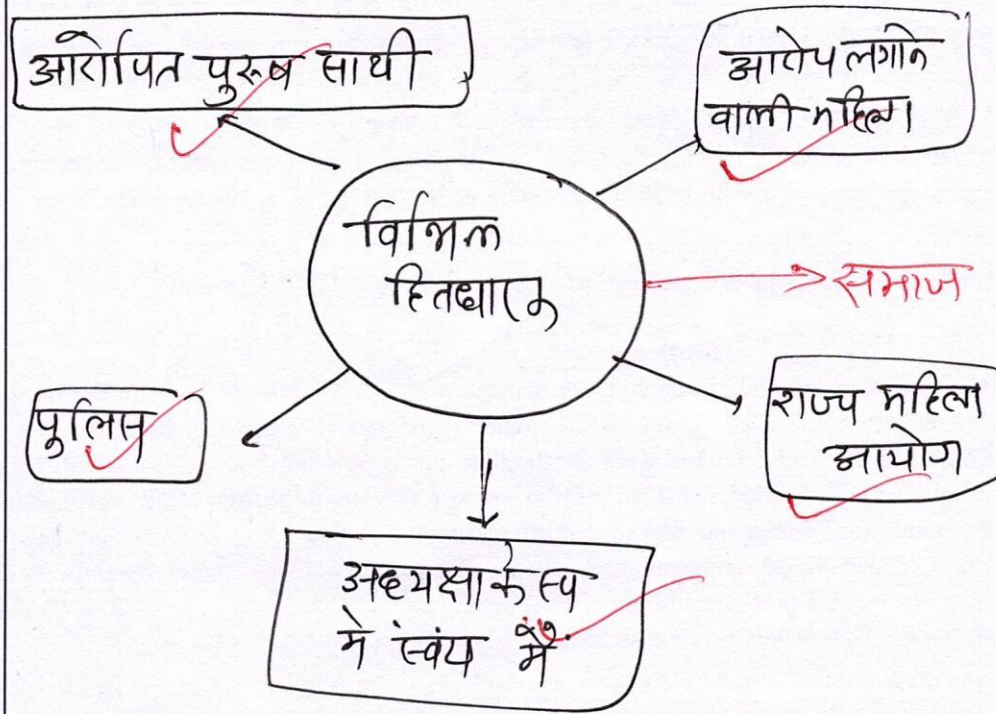 आरोपित पुरूष साथी
आरोप लगाने
वाली महिला
विभिन्न
हितधारक
समाज
पुलिस
राज्य महिला
आयोग
अध्यक्षा के रूप
मे स्वंय मैं